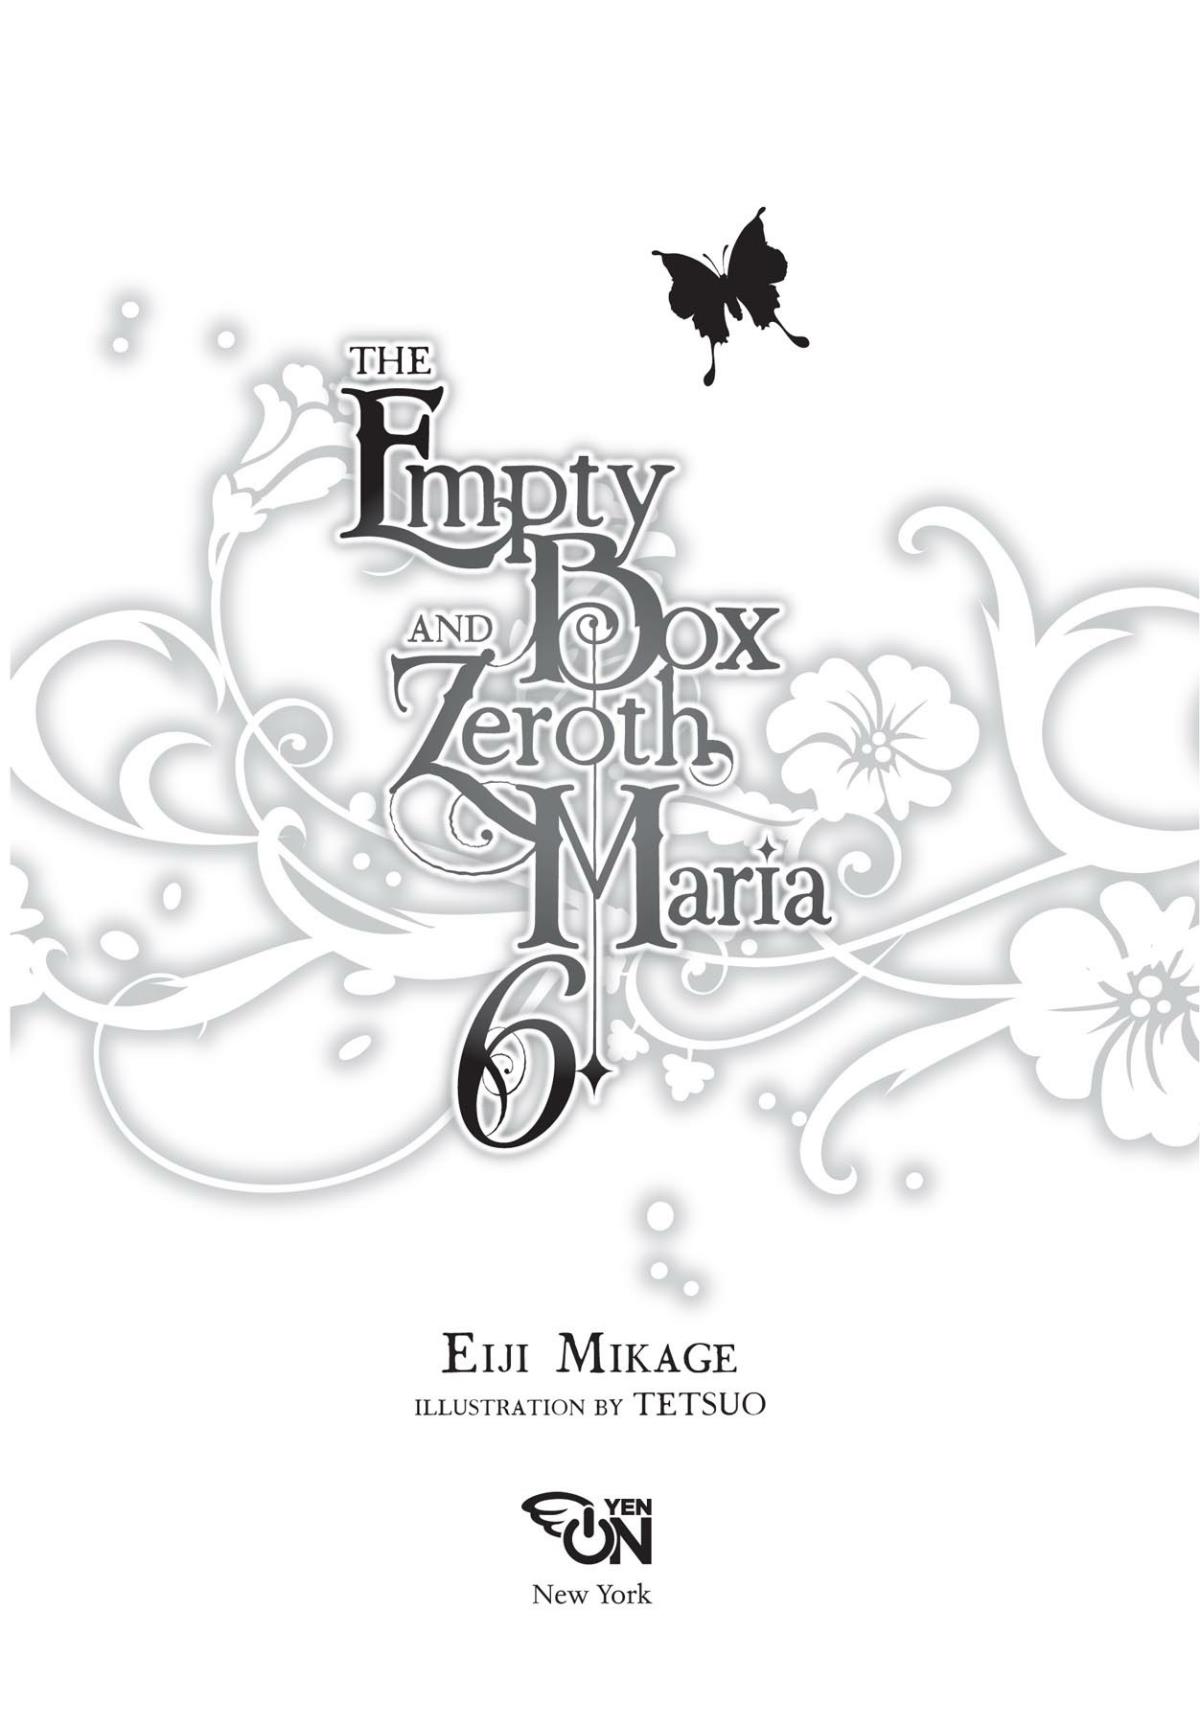 THE
Empty
Box
AND
Zeroth
Maria
6
EIJI MIKAGE
ILLUSTRATION BY TETSUO
YEN
ON
New York